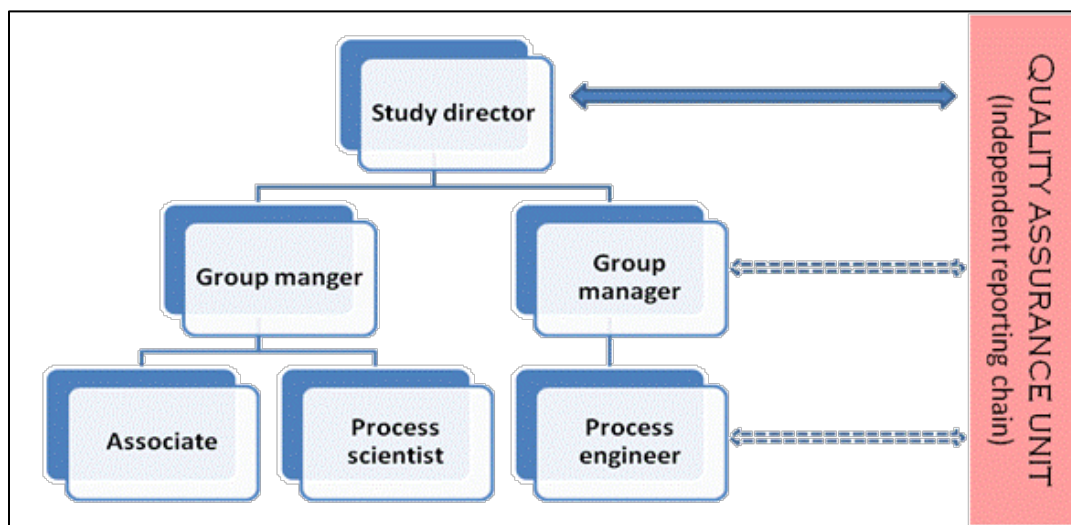 Study director
Group manger
Group
manager
Associate
Process
scientist
Process
engineer
QUALITY ASSURANCE UNIT
(Independent reporting chain)